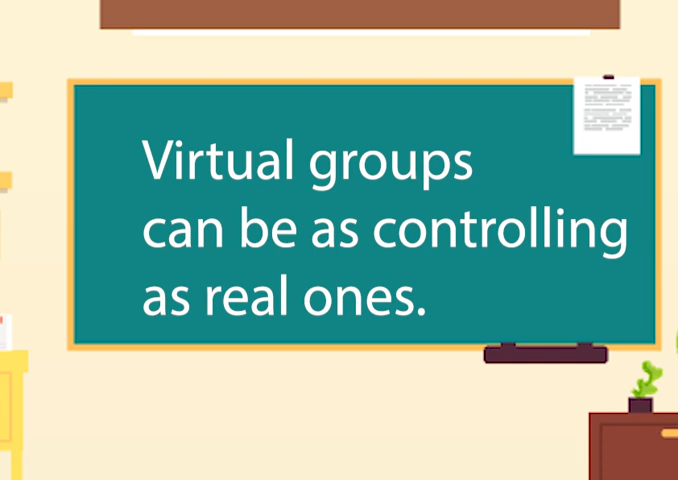 Virtual groups
can be as controlling
as real ones.